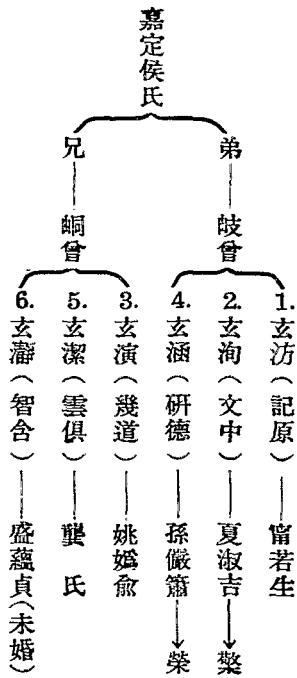 嘉定侯氏
弟
兄
岐曾
峒曾
1.玄汸(記原)
甯若生
2.玄洵(文中)
夏淑吉
檠
4.玄涵(研德)
孫儼簫
榮
3.玄演(幾道)
姚嬀俞
5.玄潔(雲俱)
龔氏
6.玄瀞(智含)
盛蘊貞(未婚)